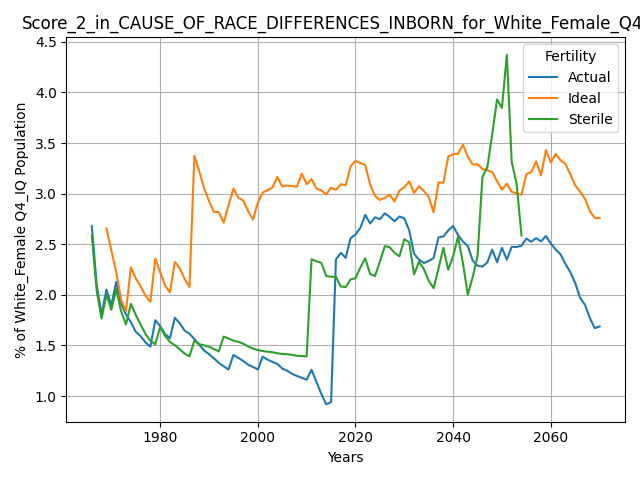 Score_2_in_CAUSE_OF_RACE_DIFFERENCES_INBORN_for_White_Female_Q4
4.5
4.0
3.5
3.0
2.5
2.0
1.5
1.0
% of White_Female Q4_IQ Population
Fertility
Actual
Ideal
Sterile
1980
2000
2020
2040
2060
Years